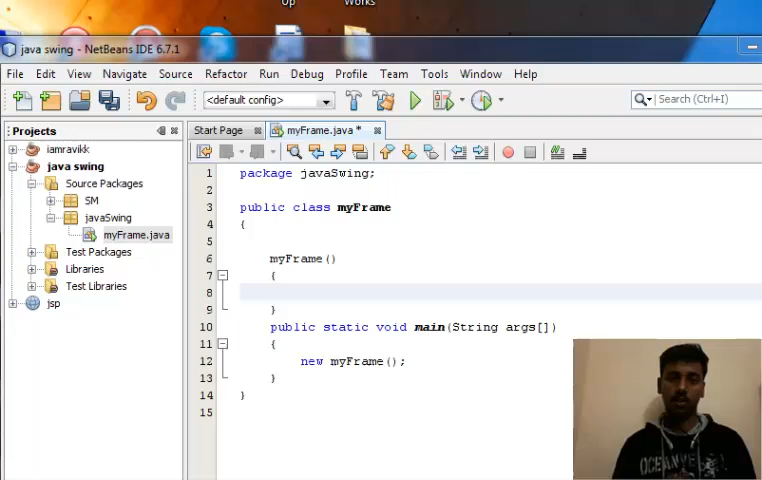 Up
Works
java swing - NetBeans IDE 6.7.1
File Edit View Navigate Source Refactor Run Debug Profile Team Tools Window Help
<default config>
Search (Ctrl+I)
Projects
Start Page
myFrame.java *
iamravikk
java swing
Source Packages
SM
javaSwing
myFrame.java
Test Packages
Libraries
Test Libraries
jsp
1 package javaSwing;
2
3 public class myFrame
4 {
5
6 myFrame()
7 {
8
9 }
10 public static void main(String args[])
11 {
12 new myFrame();
13 }
14 }
15
OCEAN